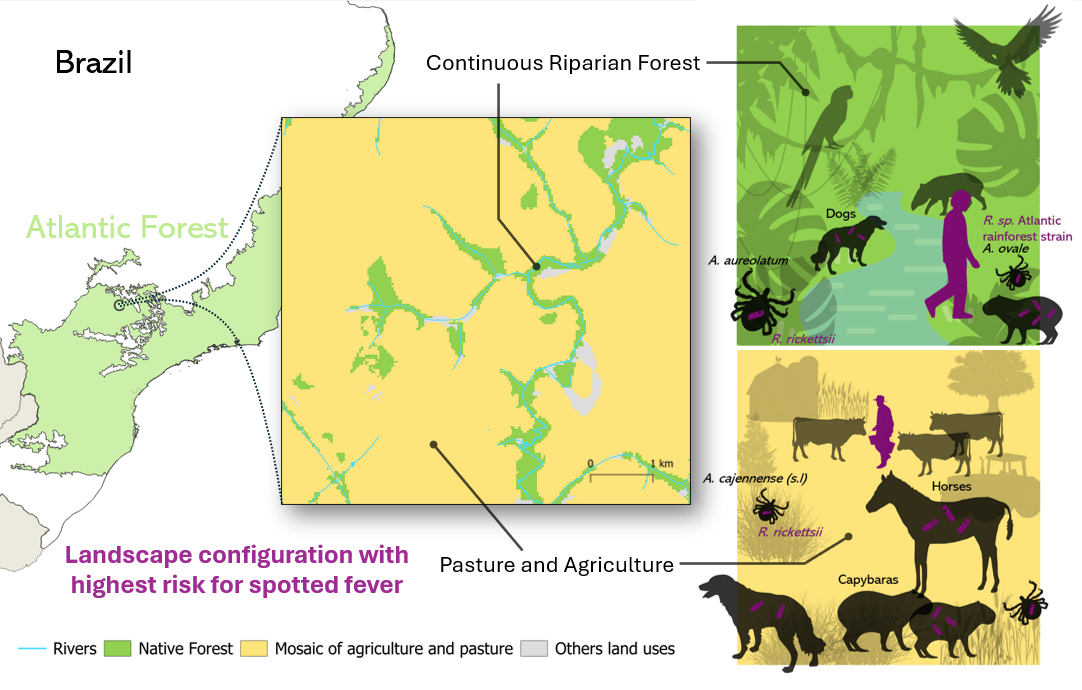 Brazil
Continuous Riparian Forest
Atlantic Forest
Dogs
R. sp. Atlantic
rainforest strain
A. ovale
A. aureolatum
R. rickettsii
0 1 km
A. cajennense (s.l)
Horses
R. rickettsii
Landscape configuration with
highest risk for spotted fever
Pasture and Agriculture
Capybaras
Rivers Native Forest Mosaic of agriculture and pasture Others land uses